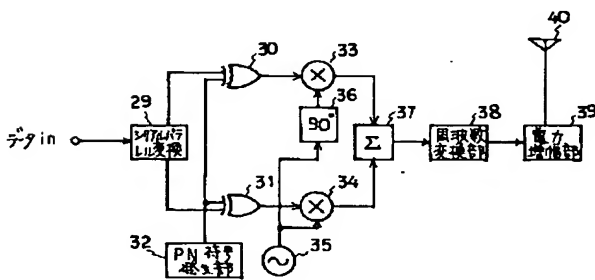 40
30
33
36
29
90°
37
38
39
データin
シリアルパラ
レル変換
Σ
周波数
変換部
電力
増幅部
31
34
32
PN符号
発生部
35